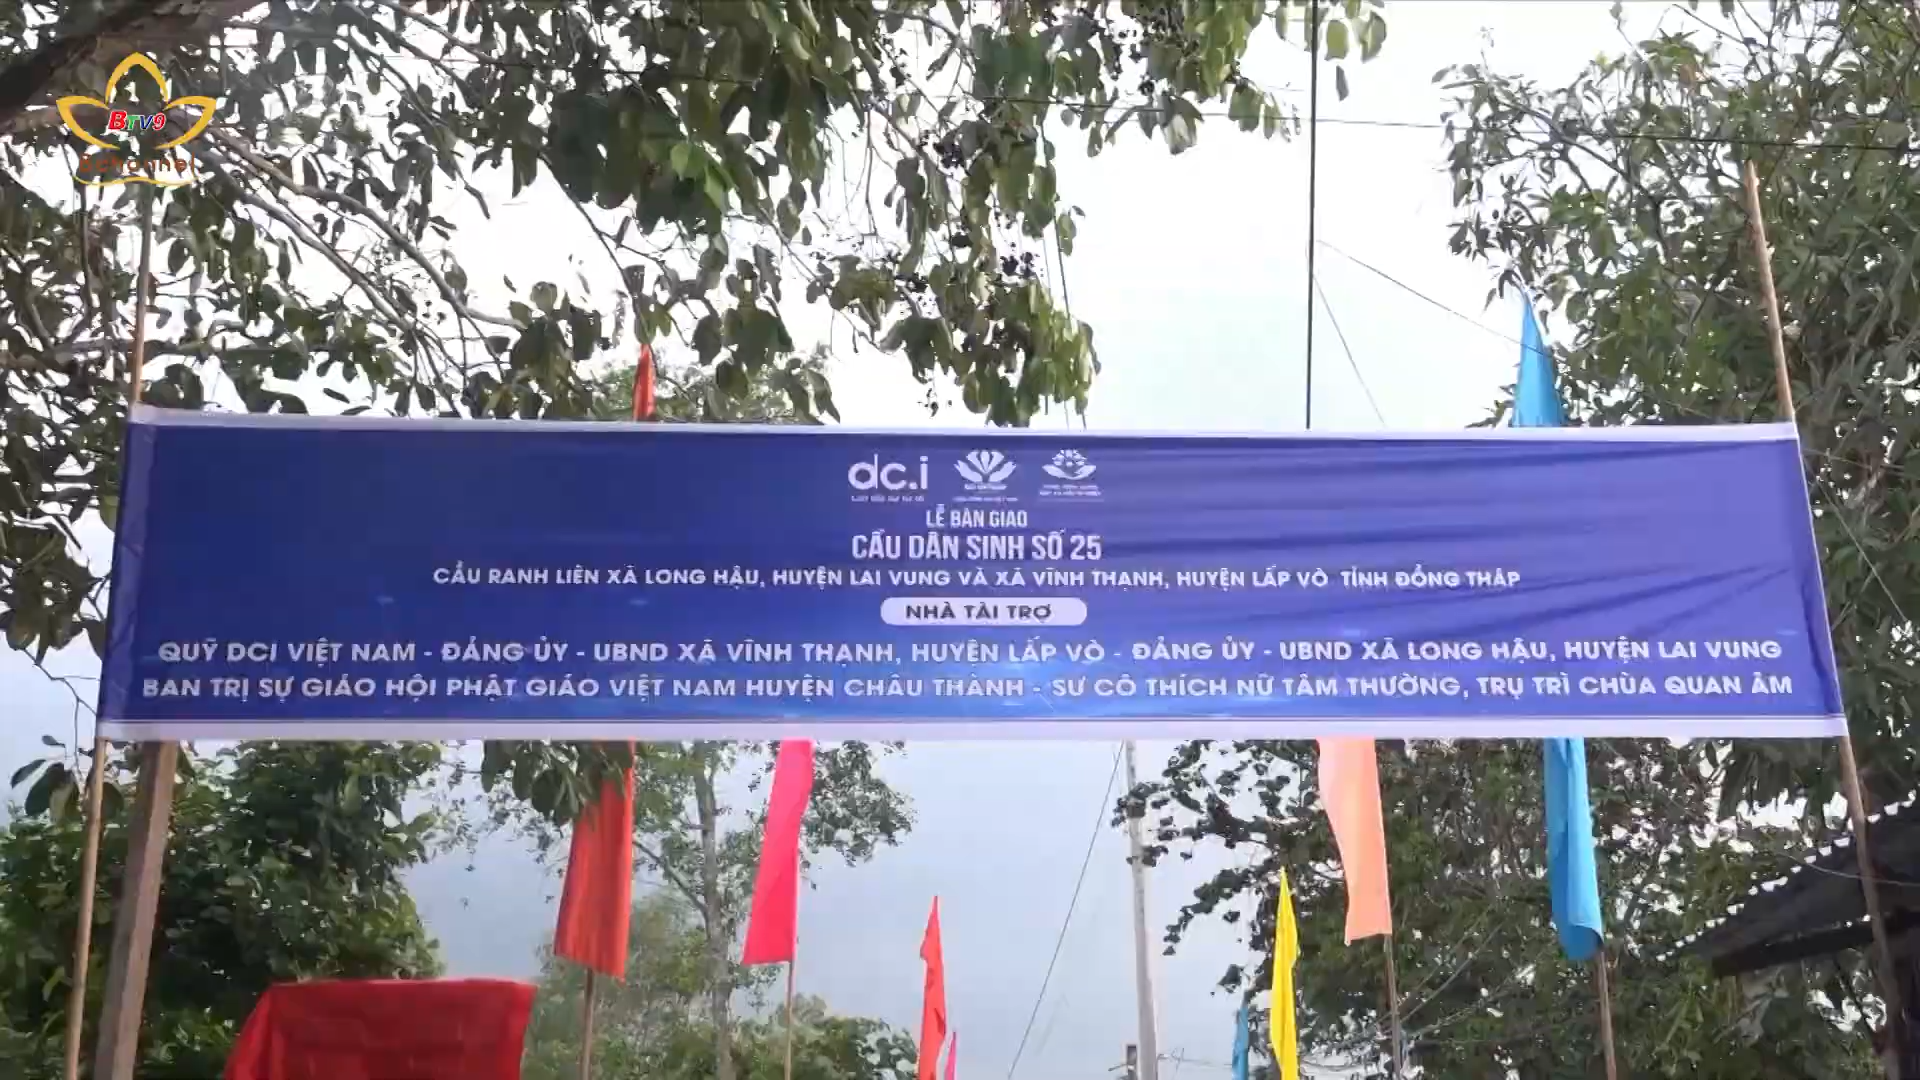 BTV9
Schannel
dc.i
LỄ BÀN GIAO
CẦU DÂN SINH SỐ 25
CẦU RANH LIÊN XÃ LONG HẬU, HUYỆN LAI VUNG VÀ XÃ VĨNH THẠNH, HUYỆN LẤP VÒ TỈNH ĐỒNG THÁP
NHÀ TÀI TRỢ
QUỸ DCI VIỆT NAM - ĐẢNG ỦY - UBND XÃ VĨNH THẠNH, HUYỆN LẤP VÒ - ĐẢNG ỦY - UBND XÃ LONG HẬU, HUYỆN LAI VUNG
BAN TRỊ SỰ GIÁO HỘI PHẬT GIÁO VIỆT NAM HUYỆN CHÂU THÀNH - SƯ CÔ THÍCH NỮ TÂM THƯỜNG, TRỤ TRÌ CHÙA QUAN ÂM